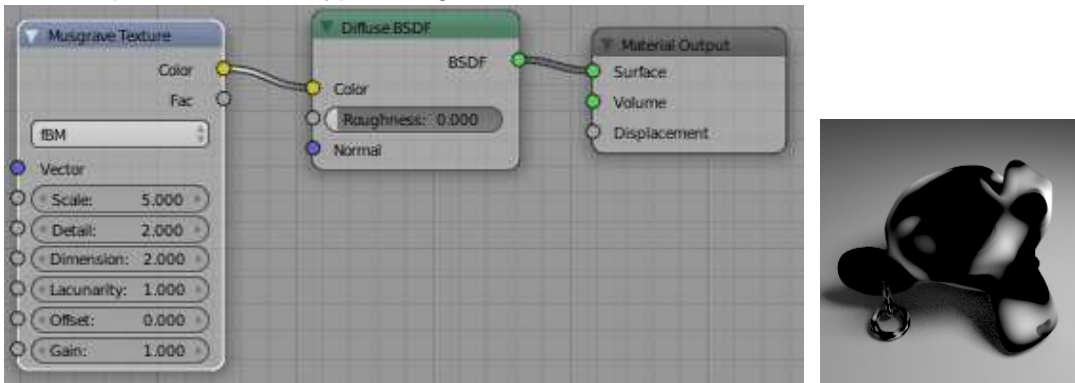 Musgrave Texture
Color
Fac
fBM
Vector
Scale: 5.000
Detail: 2.000
Dimension: 2.000
Lacunarity: 1.000
Offset: 0.000
Gain: 1.000
Diffuse BSDF
BSDF
Color
Roughness: 0.000
Normal
Material Output
Surface
Volume
Displacement